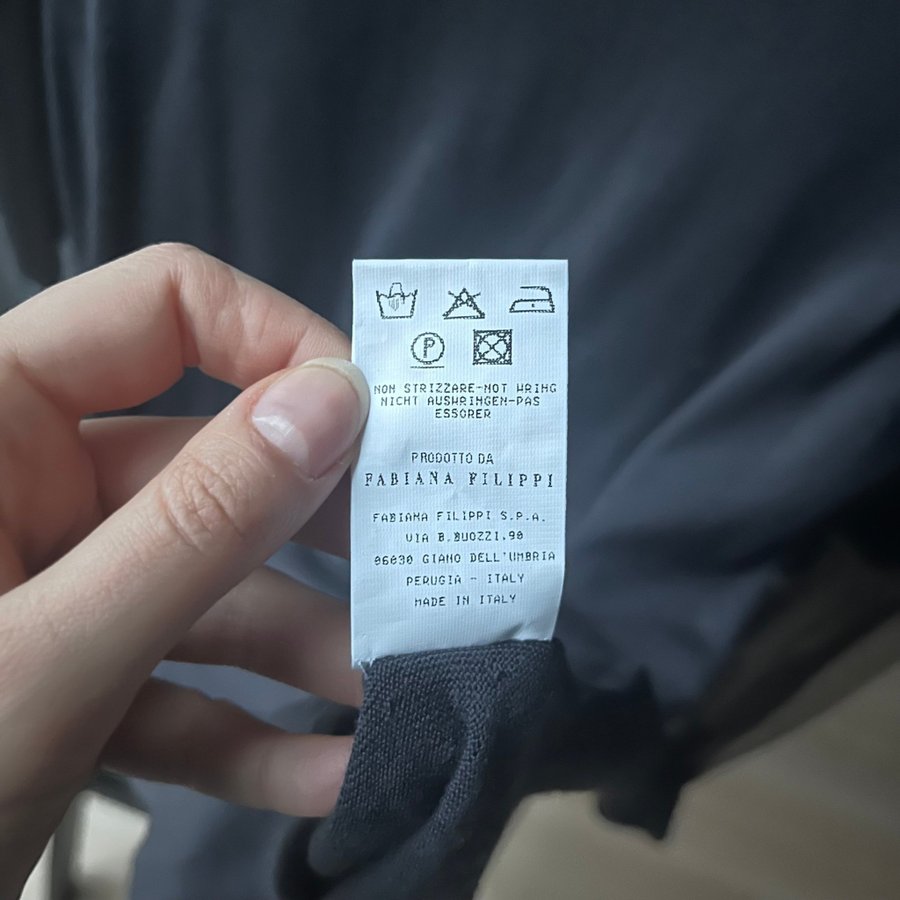 P
NON STRIZZARE-NOT WRING
NICHT AUSWRINGEN-PAS
ESSORER
PRODOTTO DA
FABIANA FILIPPI
FABIANA FILIPPI S.P.A.
VIA B.BUOZZI.90
06030 GIANO DELL'UMBRIA
PERUGIA - ITALY
MADE IN ITALY